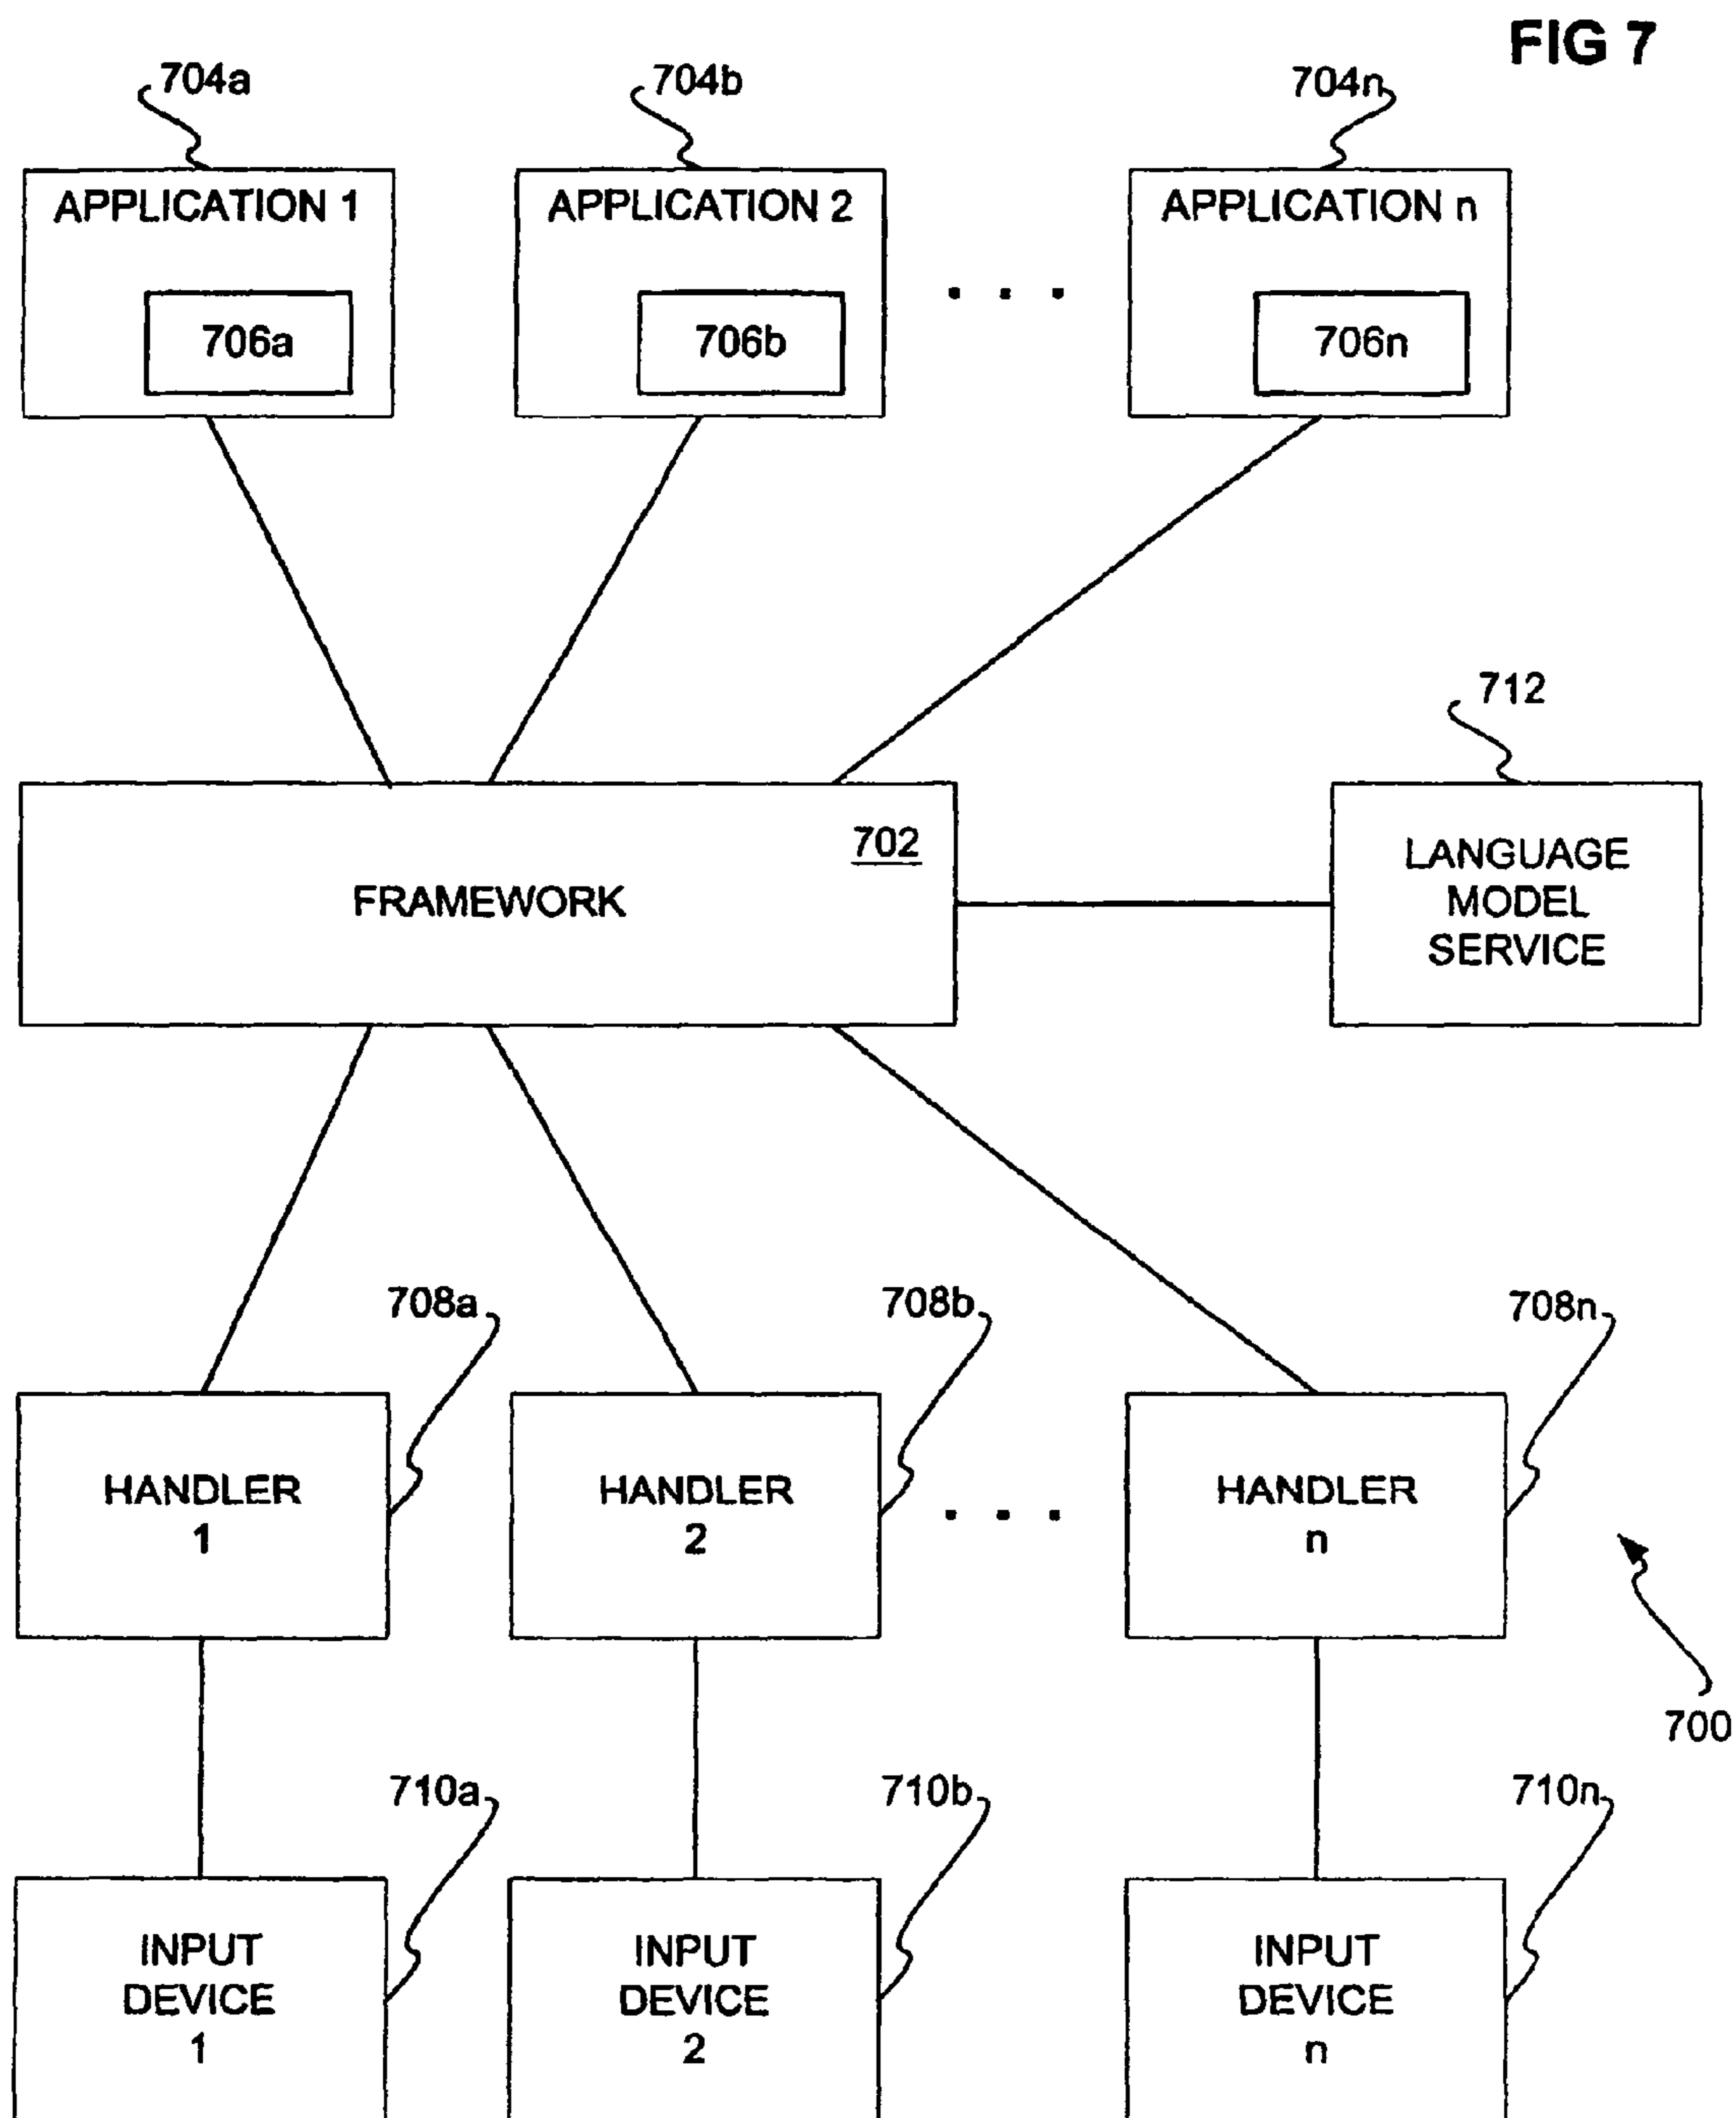 FIG 7
704a
704b
704n
APPLICATION 1
APPLICATION 2
APPLICATION n
706a
706b
. . .
706n
712
702
FRAMEWORK
LANGUAGE
MODEL
SERVICE
708a
708b
708n
HANDLER
1
HANDLER
2
. . .
HANDLER
n
700
710a
710b
710n
INPUT
DEVICE
1
INPUT
DEVICE
2
INPUT
DEVICE
n